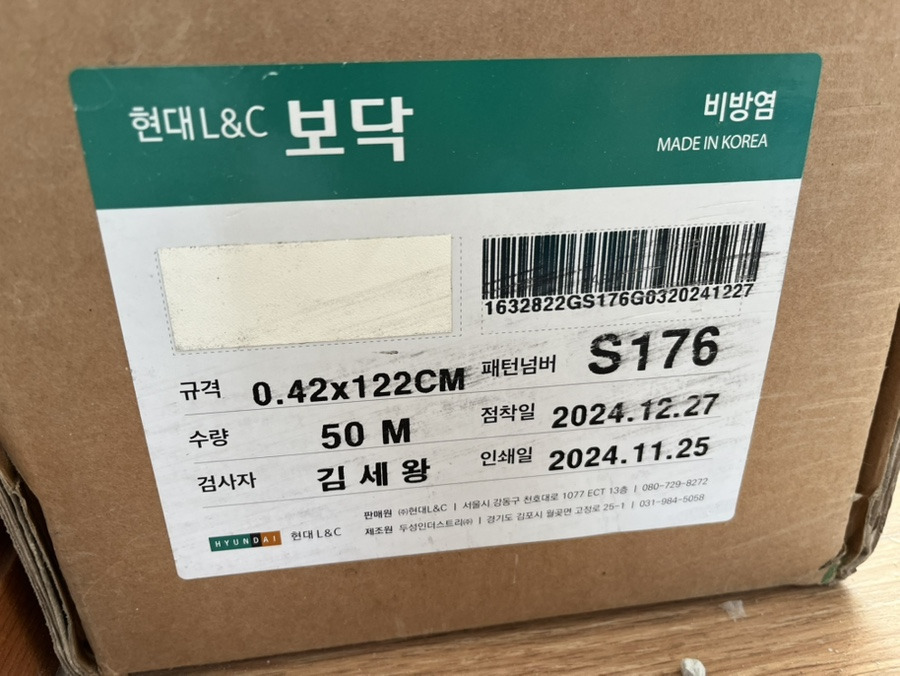 현대 L&C 보닥
비방염
MADE IN KOREA
1632822GS176G0320241227
규격 0.42x122CM
패턴넘버 S176
수량 50 M
점착일 2024.12.27
검사자 김세왕
인쇄일 2024.11.25
판매원 ㈜현대L&C | 서울시 강동구 천호대로 1077 ECT 13층 | 080-729-8272
제조원 두성인더스트리㈜ | 경기도 김포시 월곶면 고정로 25-1 | 031-984-5058
HYUNDAI 현대 L&C